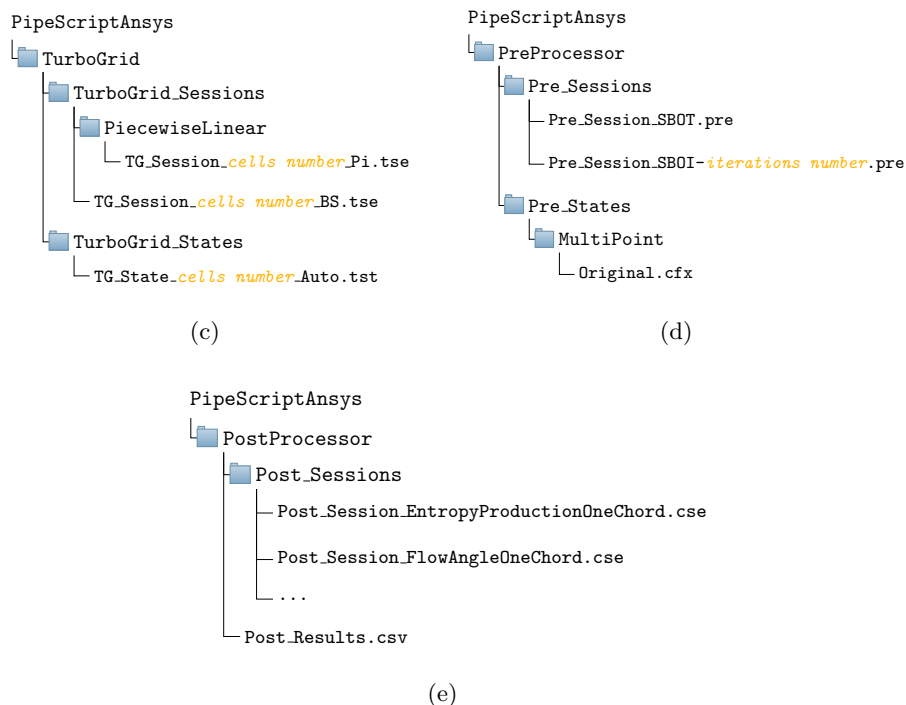 PipeScriptAnsys
TurboGrid
TurboGrid_Sessions
PiecewiseLinear
TG_Session_cells number_Pi.tse
TG_Session_cells number_BS.tse
TurboGrid_States
TG_State_cells number_Auto.tst
(c)
PipeScriptAnsys
PreProcessor
Pre_Sessions
Pre_Session_SBOT.pre
Pre_Session_SBOI-iterations number.pre
Pre_States
MultiPoint
Original.cfx
(d)
PipeScriptAnsys
PostProcessor
Post_Sessions
Post_Session_EntropyProductionOneChord.cse
Post_Session_FlowAngleOneChord.cse
...
Post_Results.csv
(e)